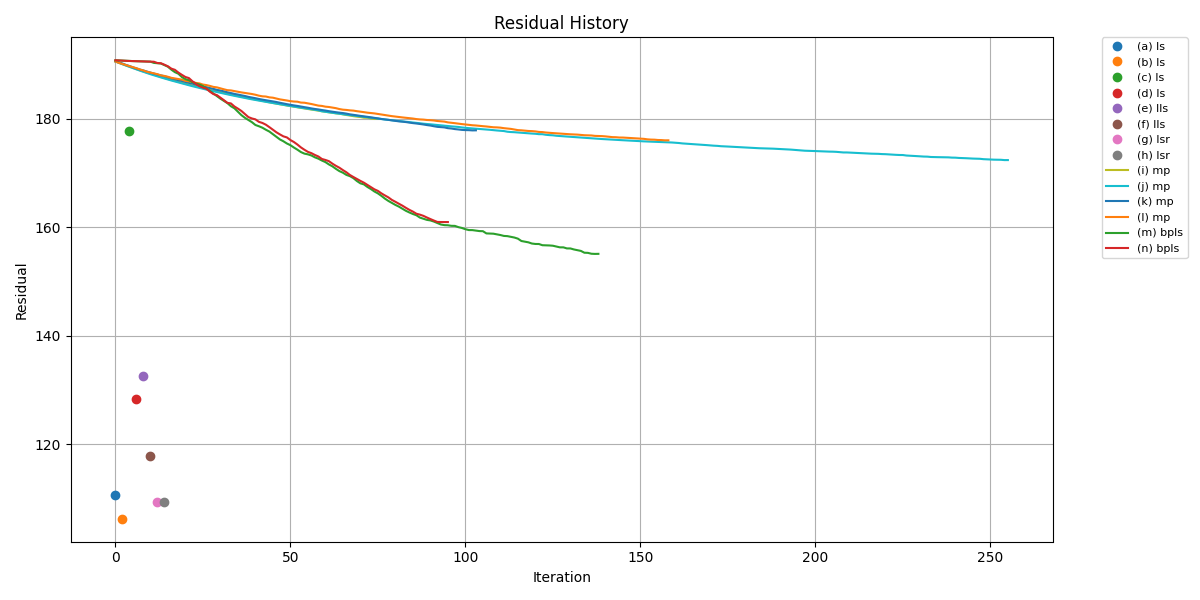 Residual History
Residual
180
160
140
120
0
50
100
150
200
250
Iteration
(a) ls
(b) ls
(c) ls
(d) ls
(e) lls
(f) lls
(g) lsr
(h) lsr
(i) mp
(j) mp
(k) mp
(l) mp
(m) bpls
(n) bpls